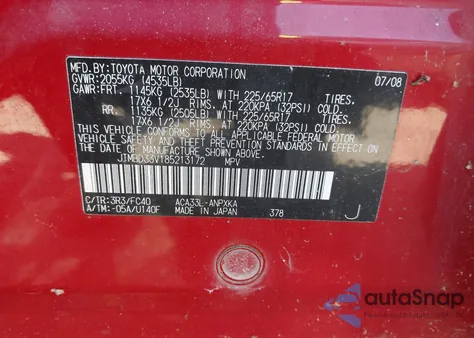 MFD. BY: TOYOTA MOTOR CORPORATION 07/08
GVWR: 2055KG (4535LB)
GAWR: FRT. 1145KG (2535LB) WITH 225/65R17 TIRES,
17X6 1/2J RIMS, AT 220KPA (32PSI) COLD.
RR. 1135KG (2505LB) WITH 225/65R17 TIRES,
17X6 1/2J RIMS, AT 220KPA (32PSI) COLD.
THIS VEHICLE CONFORMS TO ALL APPLICABLE FEDERAL MOTOR
VEHICLE SAFETY, BUMPER, AND THEFT PREVENTION STANDARDS IN EFFECT
ON THE DATE OF MANUFACTURE SHOWN ABOVE.
JTMBD33V185213172 MPV
C/TR: 3R3/FC40 ACA33L-ANPXKA
A/TM: -05A/U140F MADE IN JAPAN 378 J
autoSnap